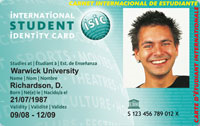 CARNET INTERNACIONAL DE ESTUDIANTE
INTERNATIONAL
STUDENT
IDENTITY CARD
isic
Studies at | Étudiant à | Est. de Enseñanza
Warwick University
Name | Nom | Nombre
Richardson, D.
Born | Né(e) le | Nacido/a el
21/07/1987
Validity | Validité | Validez
09/08 - 12/09
S 123 456 789 012 X